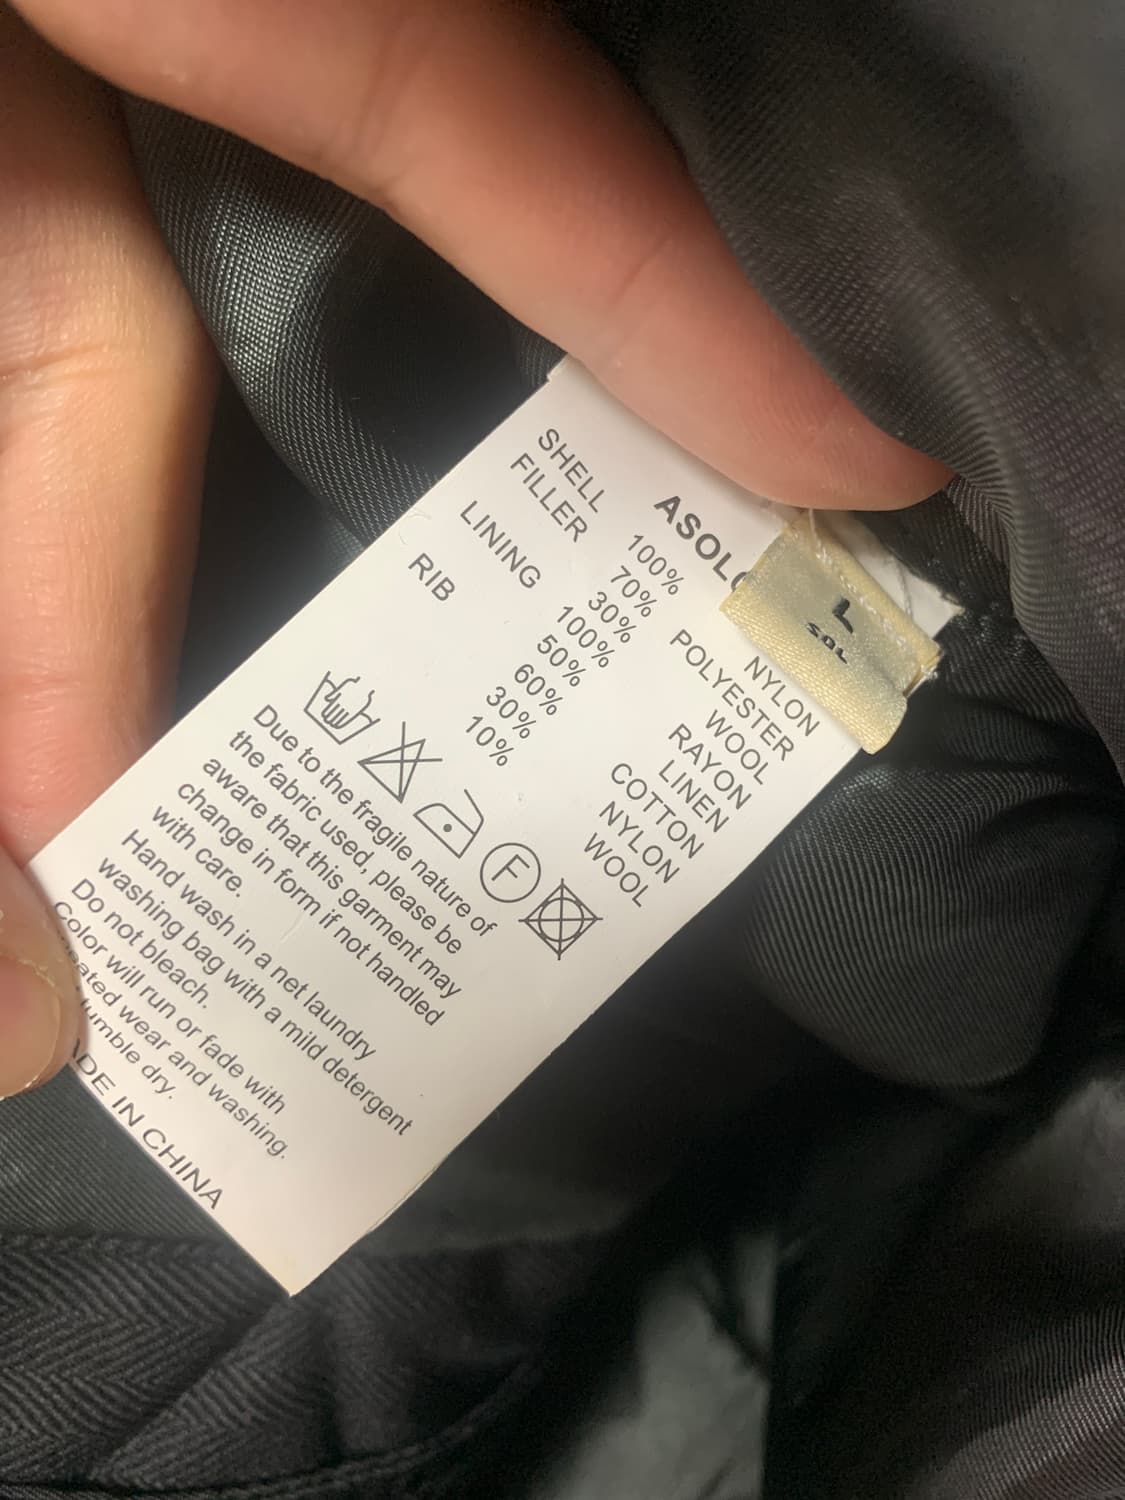 ASOLO
L
SOL
SHELL 100% NYLON
FILLER 70% POLYESTER
30% WOOL
LINING 100% RAYON
50% LINEN
RIB 60% COTTON
30% NYLON
10% WOOL
F
Due to the fragile nature of
the fabric used, please be
aware that this garment may
change in form if not handled
with care.
Hand wash in a net laundry
washing bag with a mild detergent
Do not bleach.
Color will run or fade with
wear and washing.
tumble dry.
IN CHINA